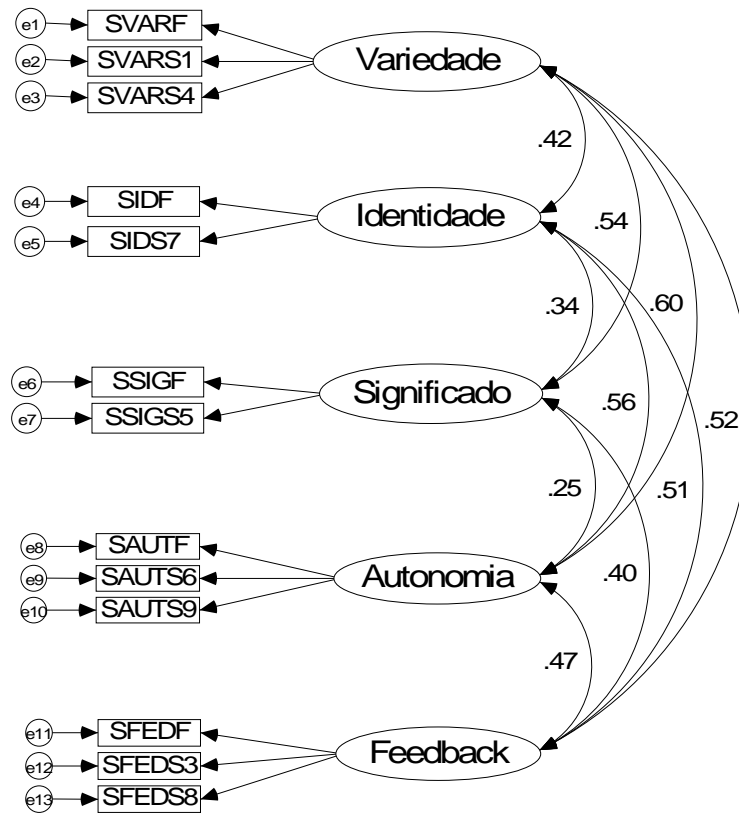 e1
SVARF
e2
SVARS1
e3
SVARS4
Variedade
.42
e4
SIDF
e5
SIDS7
Identidade
.54
.34
.60
e6
SSIGF
e7
SSIGS5
Significado
.56
.52
.25
.51
e8
SAUTF
e9
SAUTS6
e10
SAUTS9
Autonomia
.40
.47
e11
SFEDF
e12
SFEDS3
e13
SFEDS8
Feedback